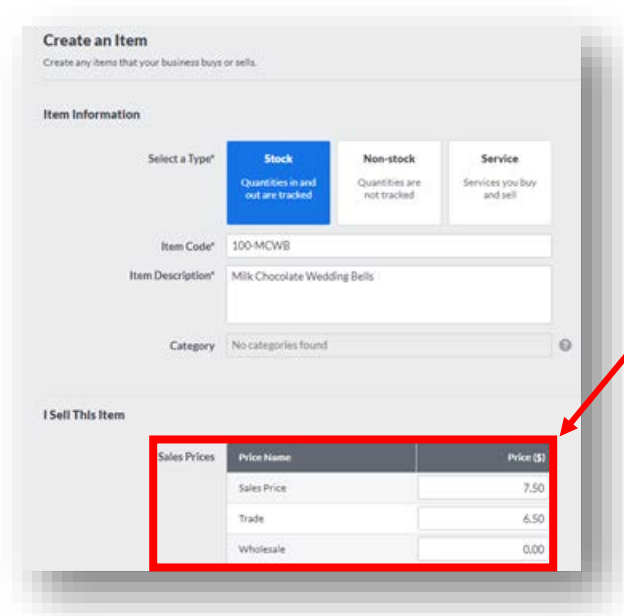 Create an Item
Create any items that your business buys or sells.
Item Information
Select a Type*
Stock
Quantities in and
out are tracked
Non-stock
Quantities are
not tracked
Service
Services you buy
and sell
Item Code*
100-MCWB
Item Description*
Milk Chocolate Wedding Bells
Category
No categories found
?
I Sell This Item
Sales Prices
Price Name
Price ($)
Sales Price
7.50
Trade
6.50
Wholesale
0.00